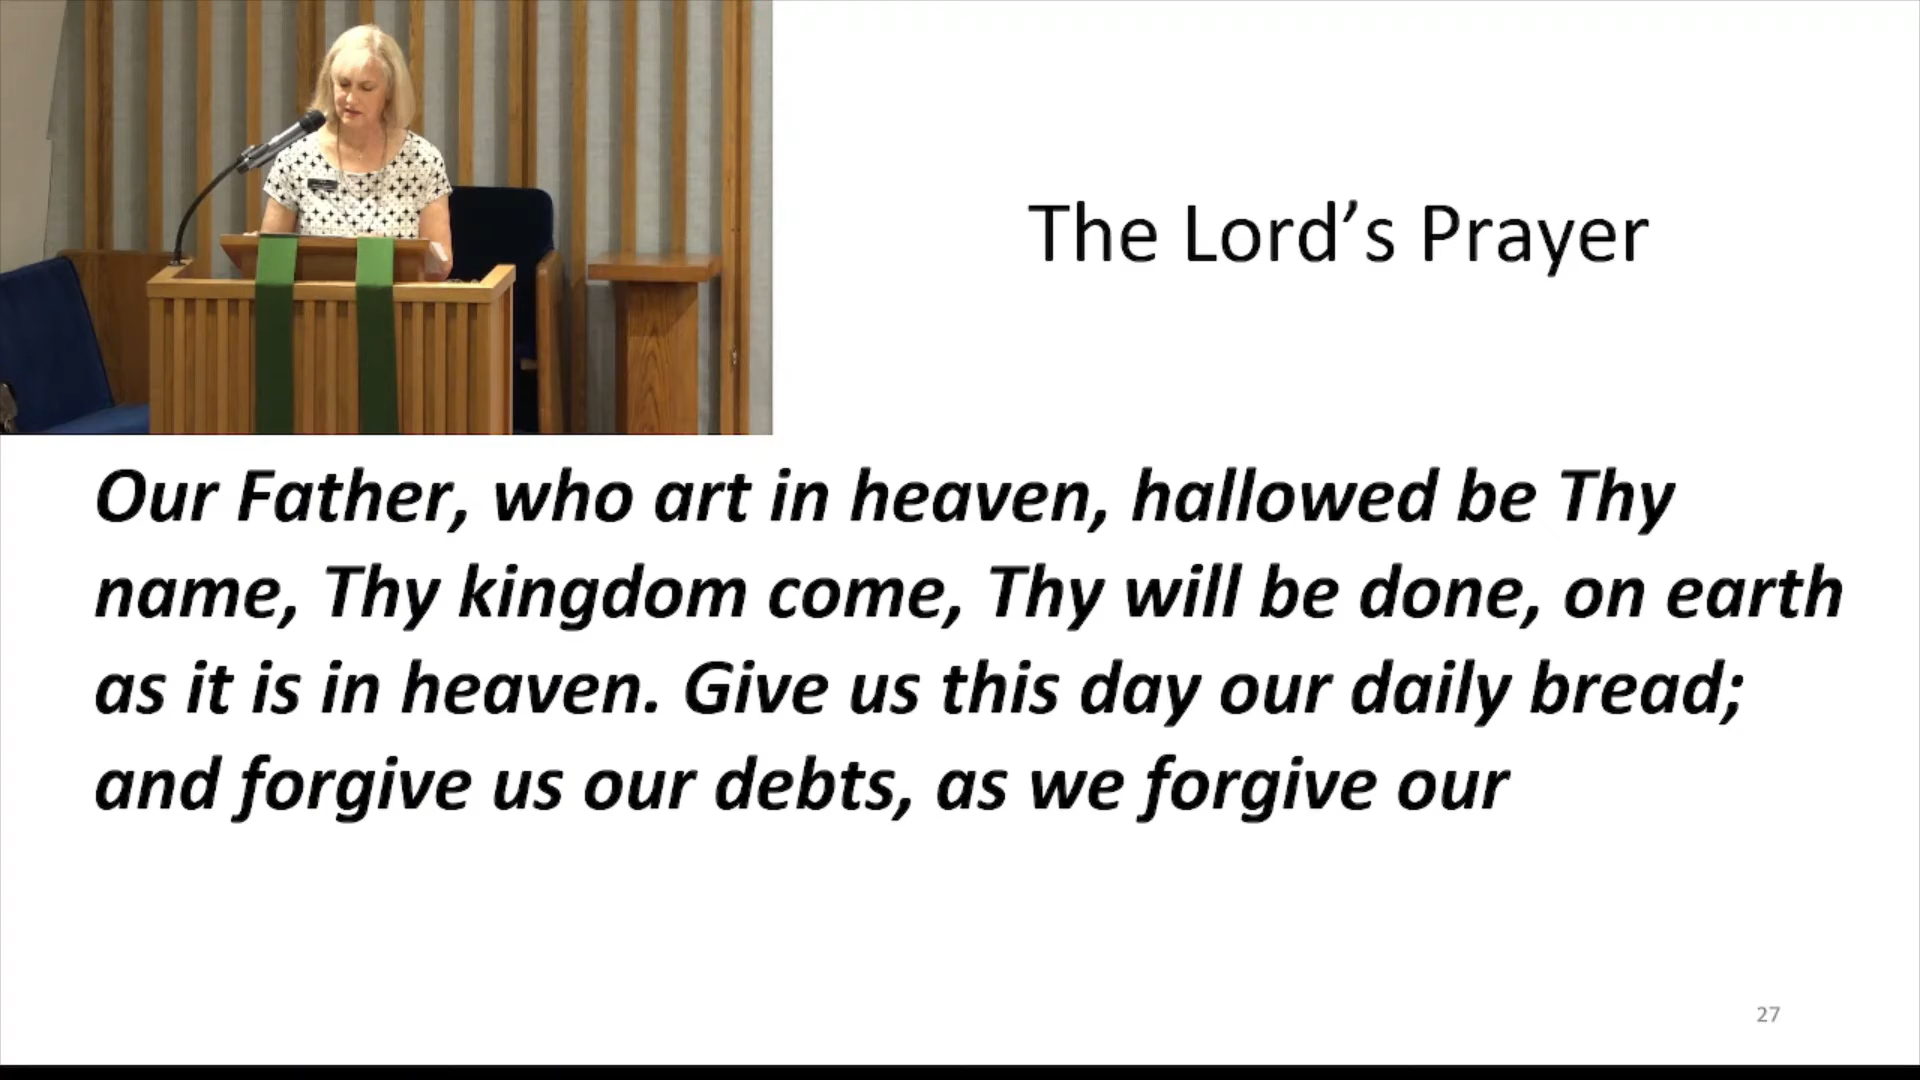 The Lord’s Prayer
Our Father, who art in heaven, hallowed be Thy
name, Thy kingdom come, Thy will be done, on earth
as it is in heaven. Give us this day our daily bread;
and forgive us our debts, as we forgive our
27